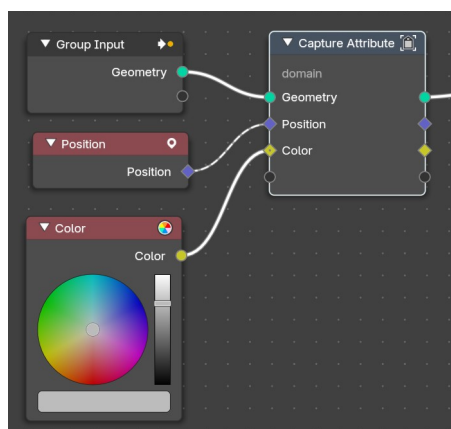 Group Input
Geometry
Position
Position
Color
Color
Capture Attribute
domain
Geometry
Position
Color